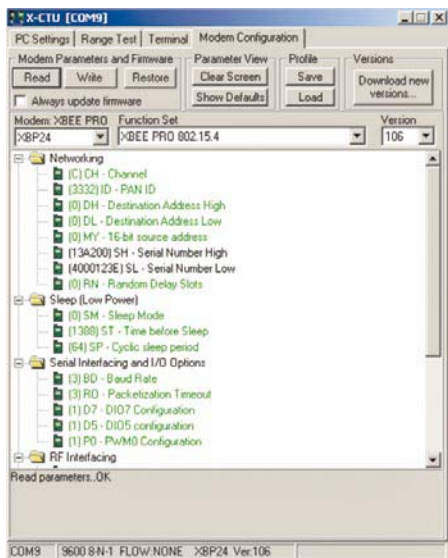 X-CTU [COM9]
PC Settings | Range Test | Terminal | Modem Configuration
Modem Parameters and Firmware
Parameter View
Profile
Versions
Read
Write
Restore
Clear Screen
Save
Download new versions...
Always update firmware
Show Defaults
Load
Modem: XBEE PRO
Function Set
Version
XBP24
XBEE PRO 802.15.4
106
Networking
(C) CH - Channel
(3332) ID - PAN ID
(0) DH - Destination Address High
(0) DL - Destination Address Low
(0) MY - 16-bit source address
(13A200) SH - Serial Number High
(4000123E) SL - Serial Number Low
(0) RN - Random Delay Slots
Sleep (Low Power)
(0) SM - Sleep Mode
(1388) ST - Time before Sleep
(64) SP - Cyclic sleep period
Serial Interfacing and I/O Options
(3) BD - Baud Rate
(3) RO - Packetization Timeout
(1) D7 - DIO7 Configuration
(1) D5 - DIO5 configuration
(1) P0 - PWM0 Configuration
RF Interfacing
Read parameters..OK
COM9
9600 8-N-1 FLOW:NONE
XBP24 Ver:106